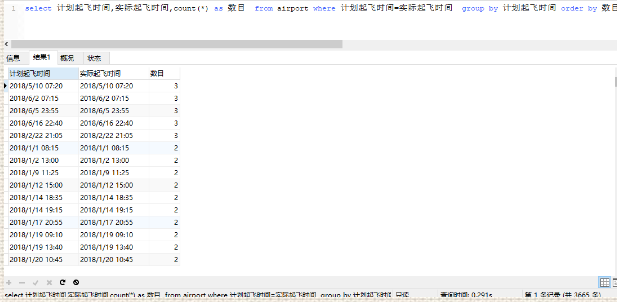 1 select 计划起飞时间,实际起飞时间,count(*) as 数目 from airport where 计划起飞时间=实际起飞时间 group by 计划起飞时间 order by 数目
信息 结果1 概况 状态
计划起飞时间 实际起飞时间 数目
2018/5/10 07:20 2018/5/10 07:20 3
2018/6/2 07:15 2018/6/2 07:15 3
2018/6/5 23:55 2018/6/5 23:55 3
2018/6/16 22:40 2018/6/16 22:40 3
2018/2/22 21:05 2018/2/22 21:05 3
2018/1/1 08:15 2018/1/1 08:15 2
2018/1/2 13:00 2018/1/2 13:00 2
2018/1/9 11:25 2018/1/9 11:25 2
2018/1/12 15:00 2018/1/12 15:00 2
2018/1/14 18:35 2018/1/14 18:35 2
2018/1/14 19:15 2018/1/14 19:15 2
2018/1/17 20:55 2018/1/17 20:55 2
2018/1/19 09:10 2018/1/19 09:10 2
2018/1/19 13:40 2018/1/19 13:40 2
2018/1/20 10:45 2018/1/20 10:45 2
select 计划起飞时间,实际起飞时间,count(*) as 数目 from airport where 计划起飞时间=实际起飞时间 group by 计划起飞时间 只读 查询时间: 0.291s 第 1 条记录 (共 3665 条)